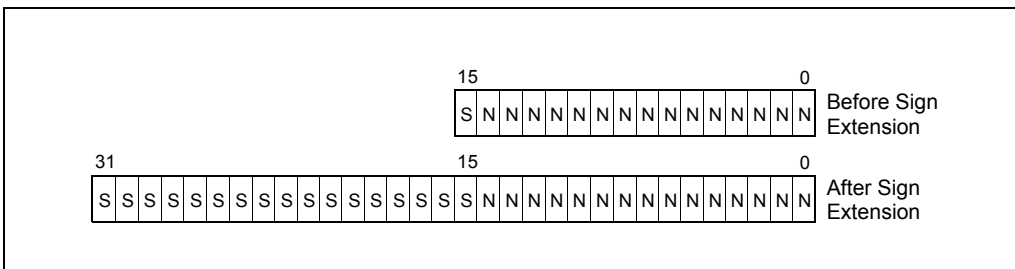 15 0
S N N N N N N N N N N N N N N N
Before Sign
Extension
31 15 0
S S S S S S S S S S S S S S S S S N N N N N N N N N N N N N N N
After Sign
Extension